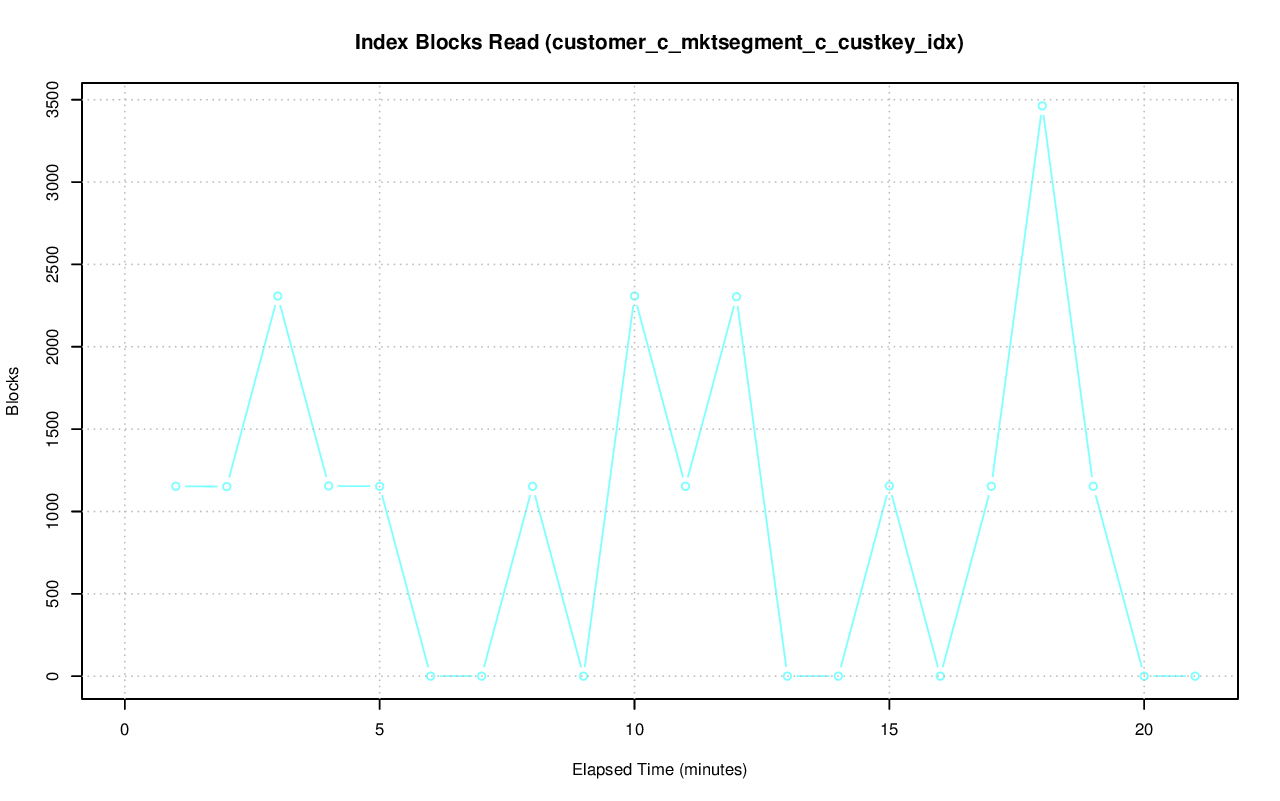 Index Blocks Read (customer_c_mktsegment_c_custkey_idx)
3500
3000
2500
2000
1500
1000
500
0
Blocks
0 5 10 15 20
Elapsed Time (minutes)